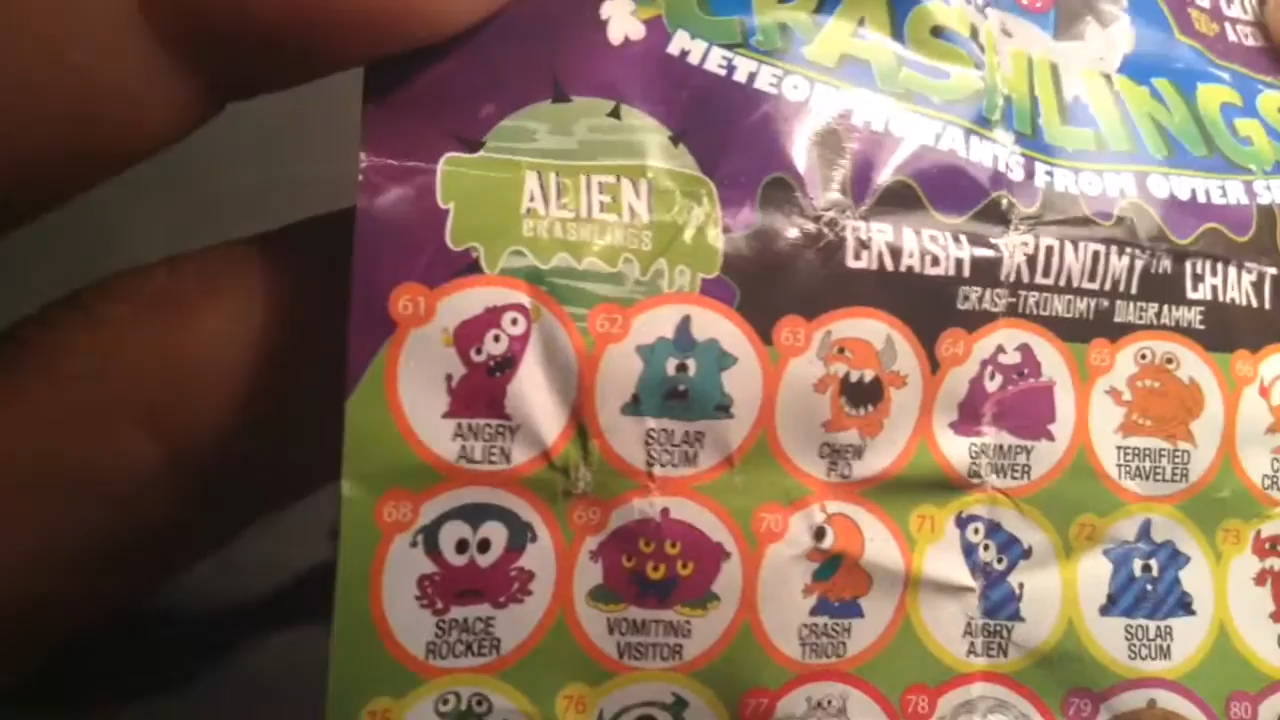 CRASHLINGS
METEOR MUTANTS FROM OUTER
ALIEN
CRASHLINGS
CRASH-TRONOMY™ CHART
CRASH-TRONOMY™ DIAGRAMME
61
ANGRY
ALIEN
62
SOLAR
SCUM
63
CHEW
P.O
64
GRUMPY
GLOWER
65
TERRIFIED
TRAVELER
66
68
SPACE
ROCKER
69
VOMITING
VISITOR
70
CRASH
TRIOD
71
ANGRY
ALIEN
72
SOLAR
SCUM
73
76
77
78
79
80